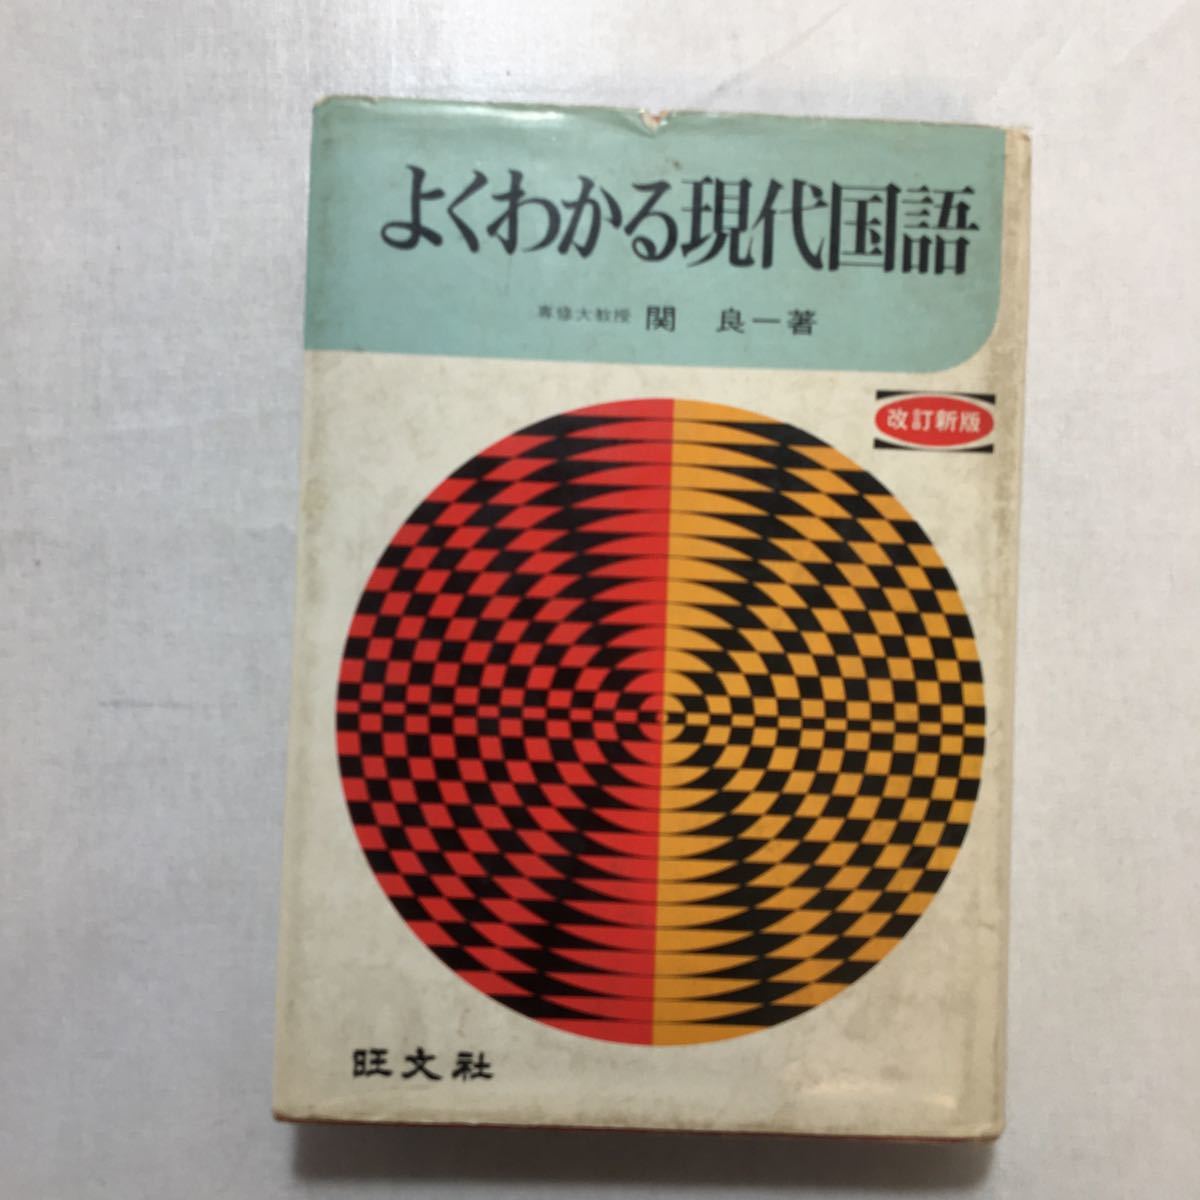 よくわかる現代国語
専修大教授 関 良一著
改訂新版
旺文社